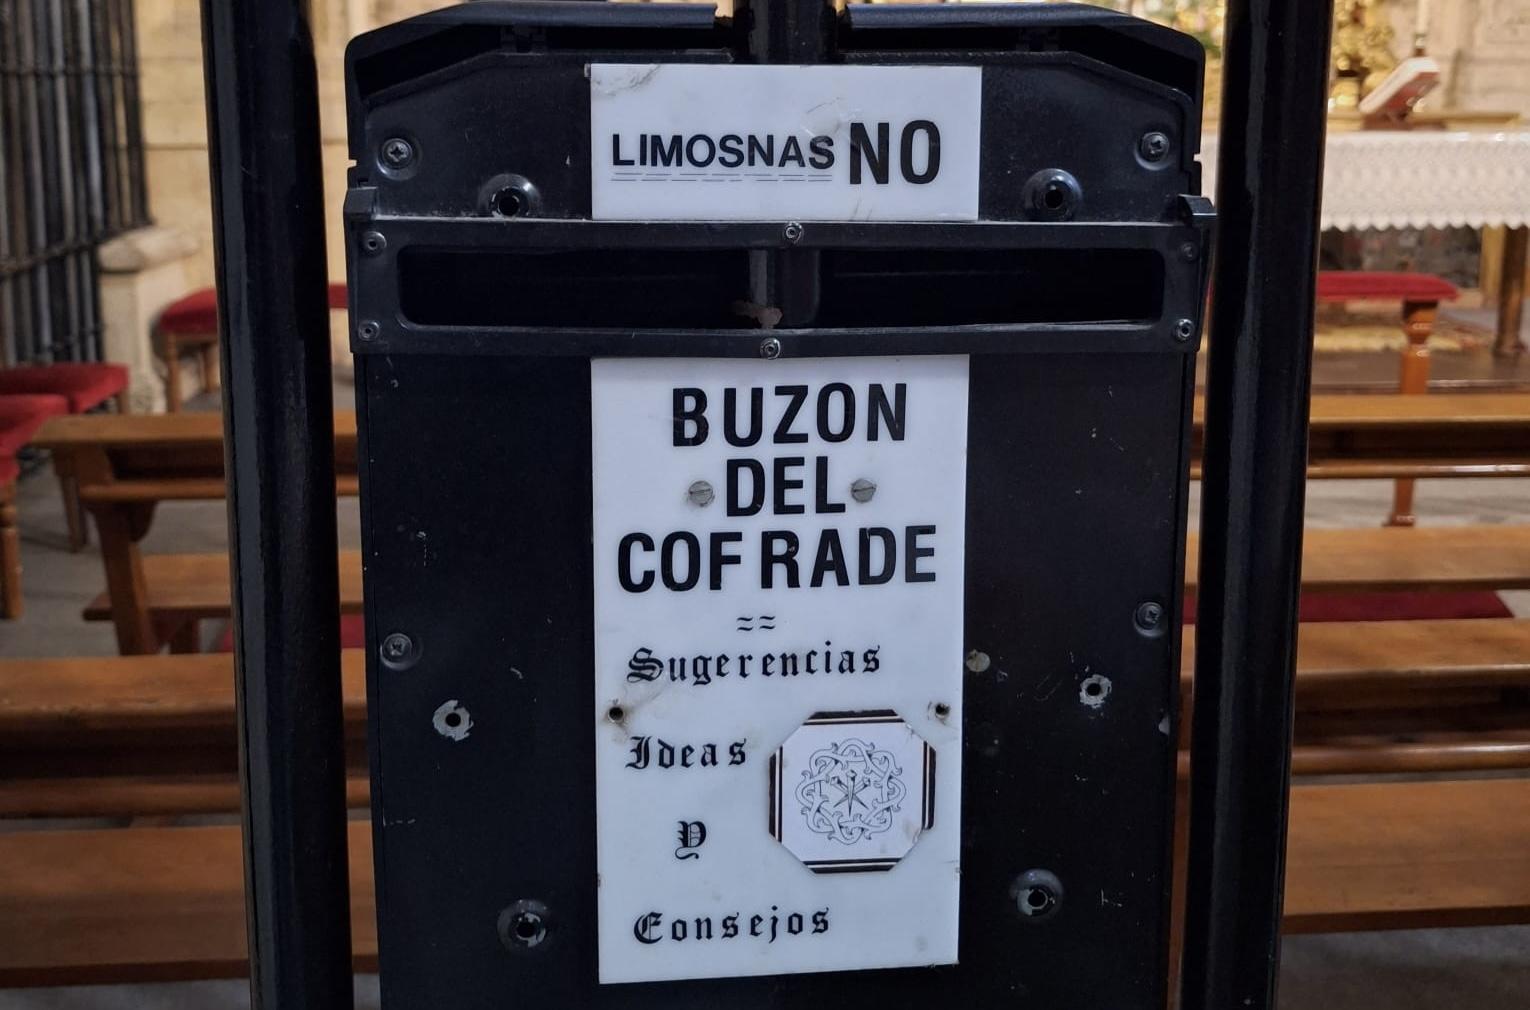 LIMOSNAS NO
BUZON
DEL
COFRADE
Sugerencias
Ideas
y
Consejos